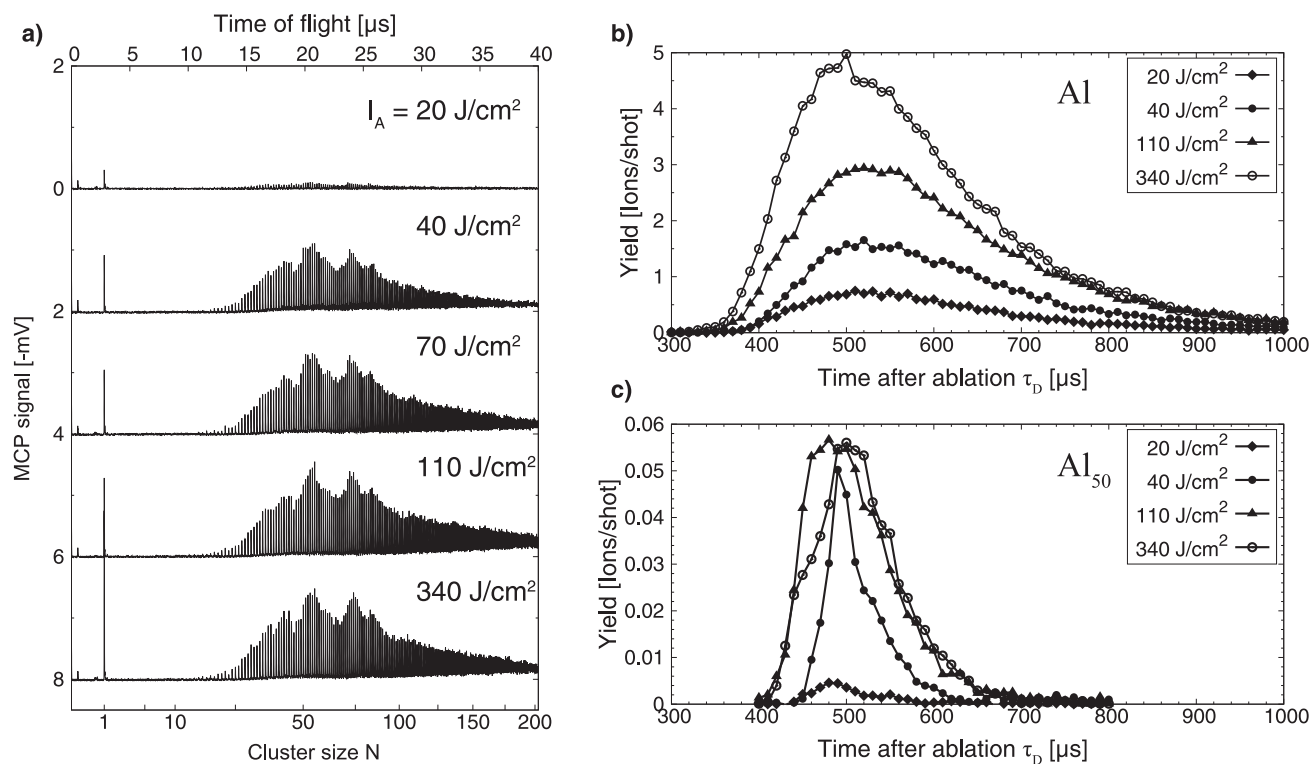 a)
Time of flight [µs]
0 5 10 15 20 25 30 35 40
2
0
2
4
6
8
MCP signal [-mV]
I_A = 20 J/cm²
40 J/cm²
70 J/cm²
110 J/cm²
340 J/cm²
1 10 50 100 150 200
Cluster size N
b)
Al
20 J/cm²
40 J/cm²
110 J/cm²
340 J/cm²
5
4
3
2
1
0
Yield [Ions/shot]
300 400 500 600 700 800 900 1000
Time after ablation τ_D [µs]
c)
Al₅₀
20 J/cm²
40 J/cm²
110 J/cm²
340 J/cm²
0.06
0.05
0.04
0.03
0.02
0.01
0
Yield [Ions/shot]
300 400 500 600 700 800 900 1000
Time after ablation τ_D [µs]